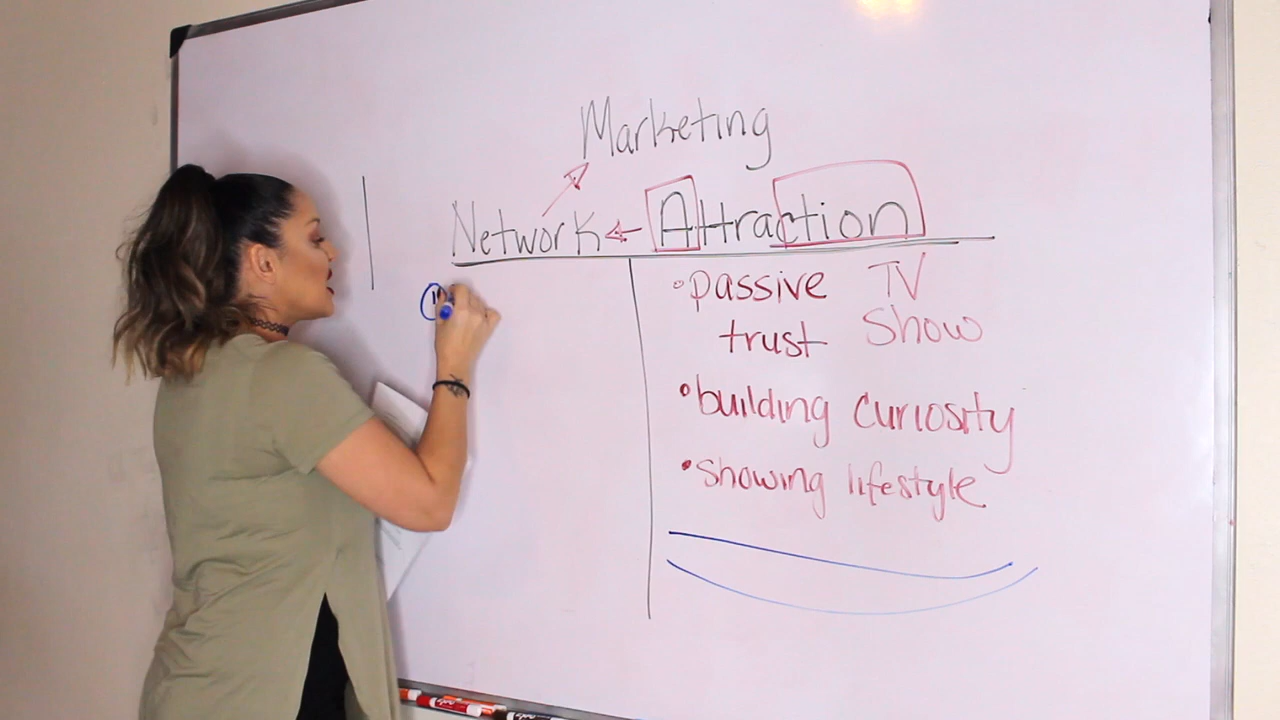 Marketing
Network Attraction
passive TV
trust Show
building curiosity
showing lifestyle